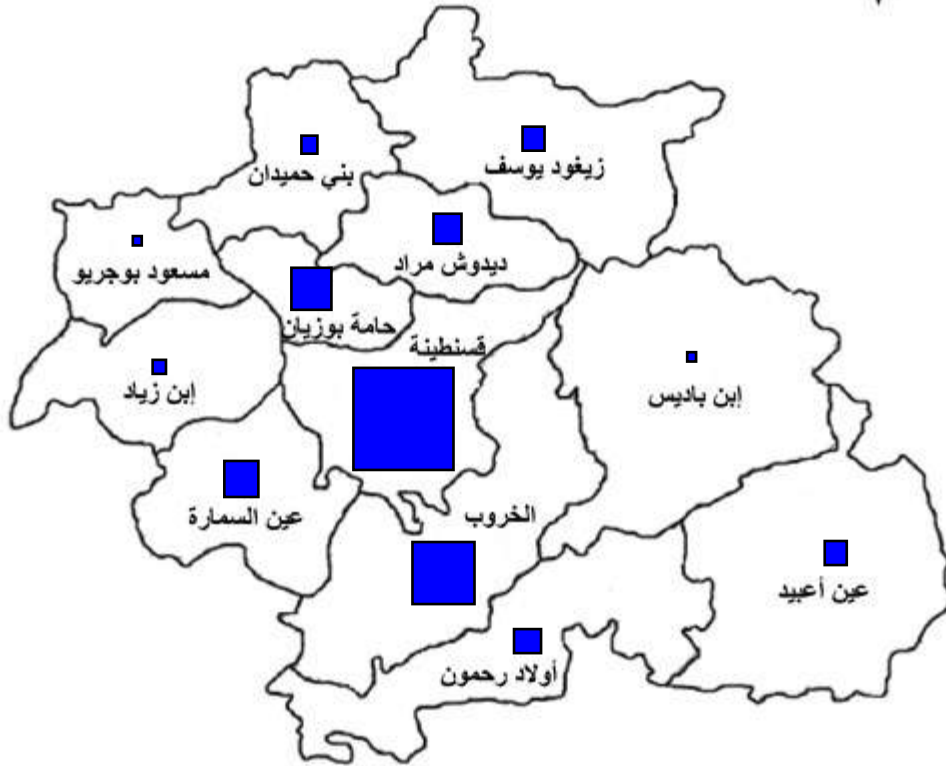 زيغود يوسف
بني حميدان
ديدوش مراد
مسعود بوجريو
حامة بوزيان
قسنطينة
إبن زياد
إبن باديس
عين السمارة
الخروب
عين أعبيد
أولاد رحمون